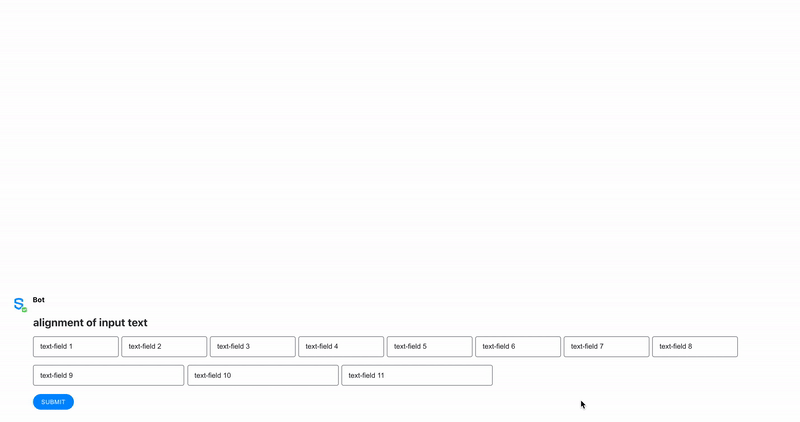 Bot
alignment of input text
text-field 1 text-field 2 text-field 3 text-field 4 text-field 5 text-field 6 text-field 7 text-field 8
text-field 9 text-field 10 text-field 11
SUBMIT